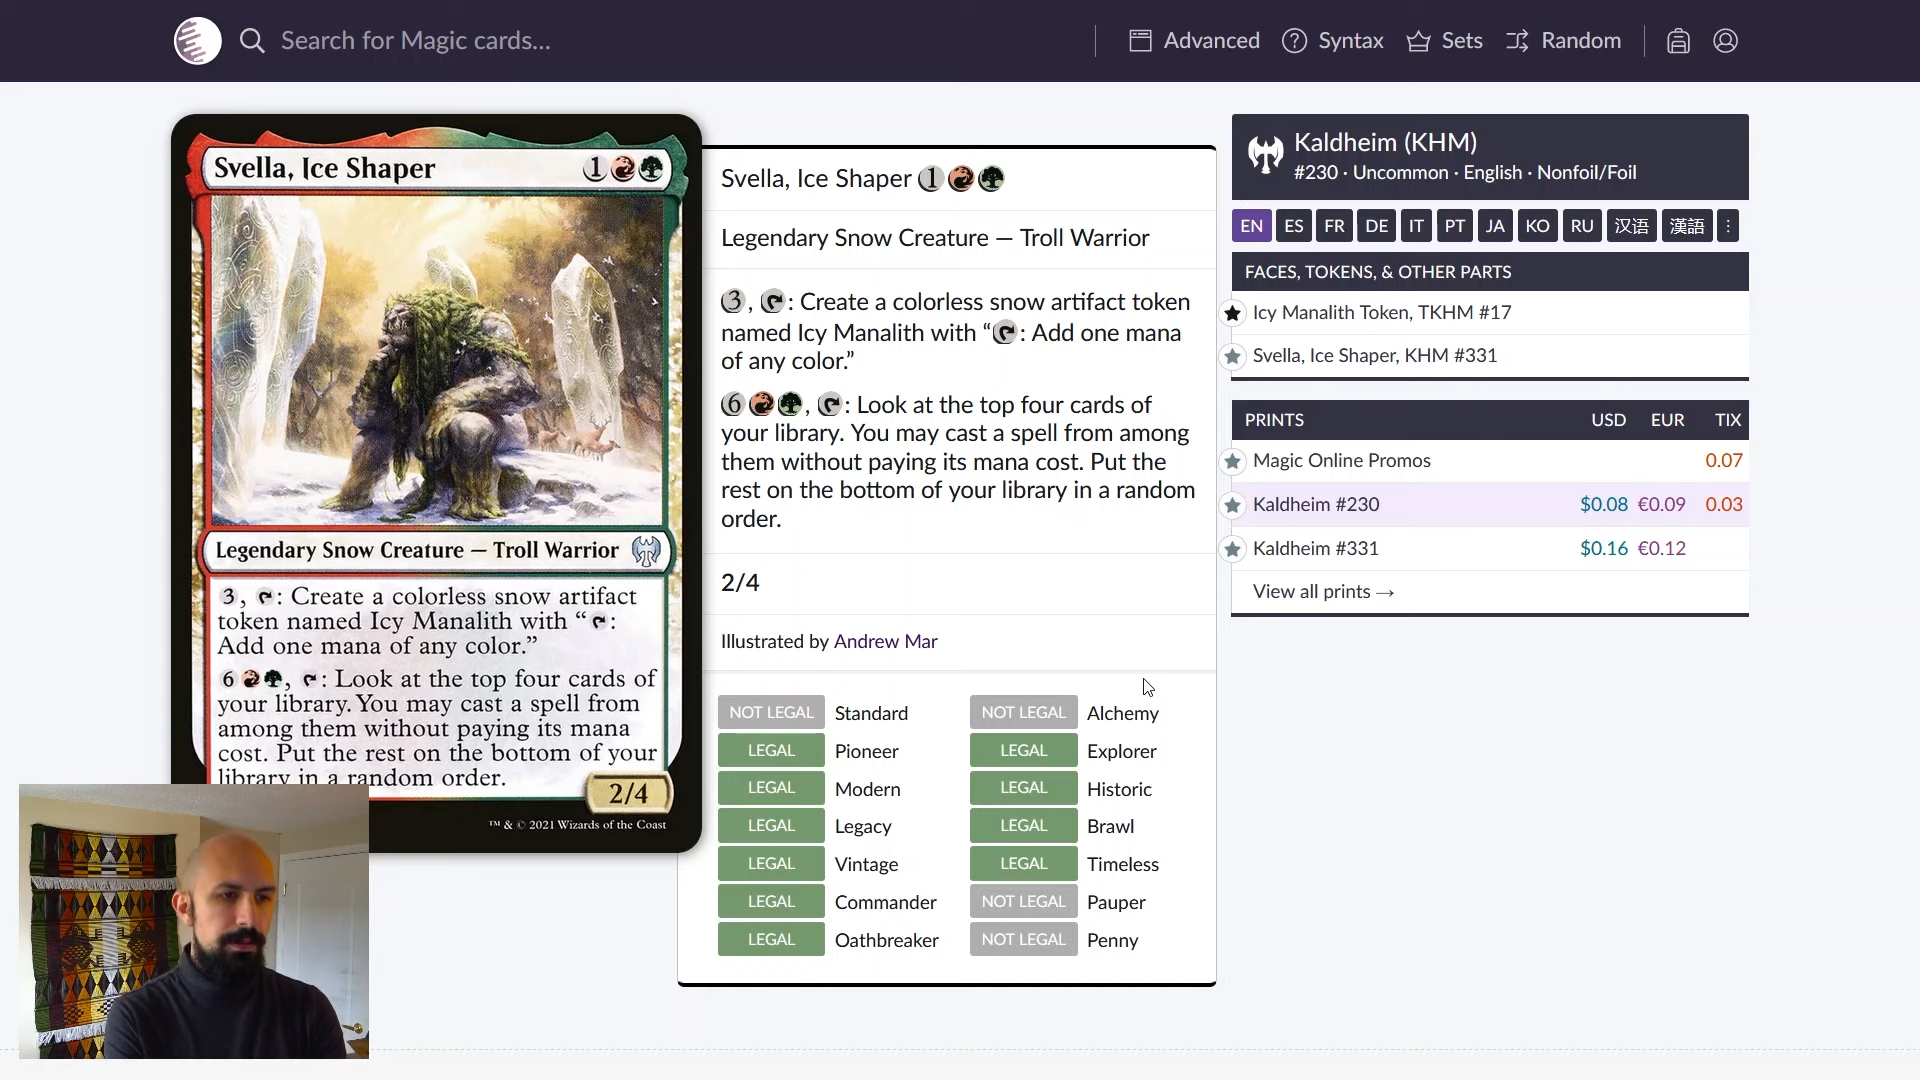 Search for Magic cards...
Advanced
Syntax
Sets
Random
Svella, Ice Shaper 1
Legendary Snow Creature — Troll Warrior
3, : Create a colorless snow artifact
token named Icy Manalith with “ :
Add one mana of any color.”
6 , : Look at the top four cards of
your library. You may cast a spell from
among them without paying its mana
cost. Put the rest on the bottom of your
library in a random order.
2/4
™ & © 2021 Wizards of the Coast
Svella, Ice Shaper 1
Legendary Snow Creature — Troll Warrior
3, : Create a colorless snow artifact token
named Icy Manalith with “ : Add one mana
of any color.”
6 , : Look at the top four cards of
your library. You may cast a spell from among
them without paying its mana cost. Put the
rest on the bottom of your library in a random
order.
2/4
Illustrated by Andrew Mar
NOT LEGAL Standard NOT LEGAL Alchemy
LEGAL Pioneer LEGAL Explorer
LEGAL Modern LEGAL Historic
LEGAL Legacy LEGAL Brawl
LEGAL Vintage LEGAL Timeless
LEGAL Commander NOT LEGAL Pauper
LEGAL Oathbreaker NOT LEGAL Penny
Kaldheim (KHM)
#230 · Uncommon · English · Nonfoil/Foil
EN ES FR DE IT PT JA KO RU 汉语 漢語
FACES, TOKENS, & OTHER PARTS
Icy Manalith Token, TKHM #17
Svella, Ice Shaper, KHM #331
PRINTS USD EUR TIX
Magic Online Promos 0.07
Kaldheim #230 $0.08 €0.09 0.03
Kaldheim #331 $0.16 €0.12
View all prints →